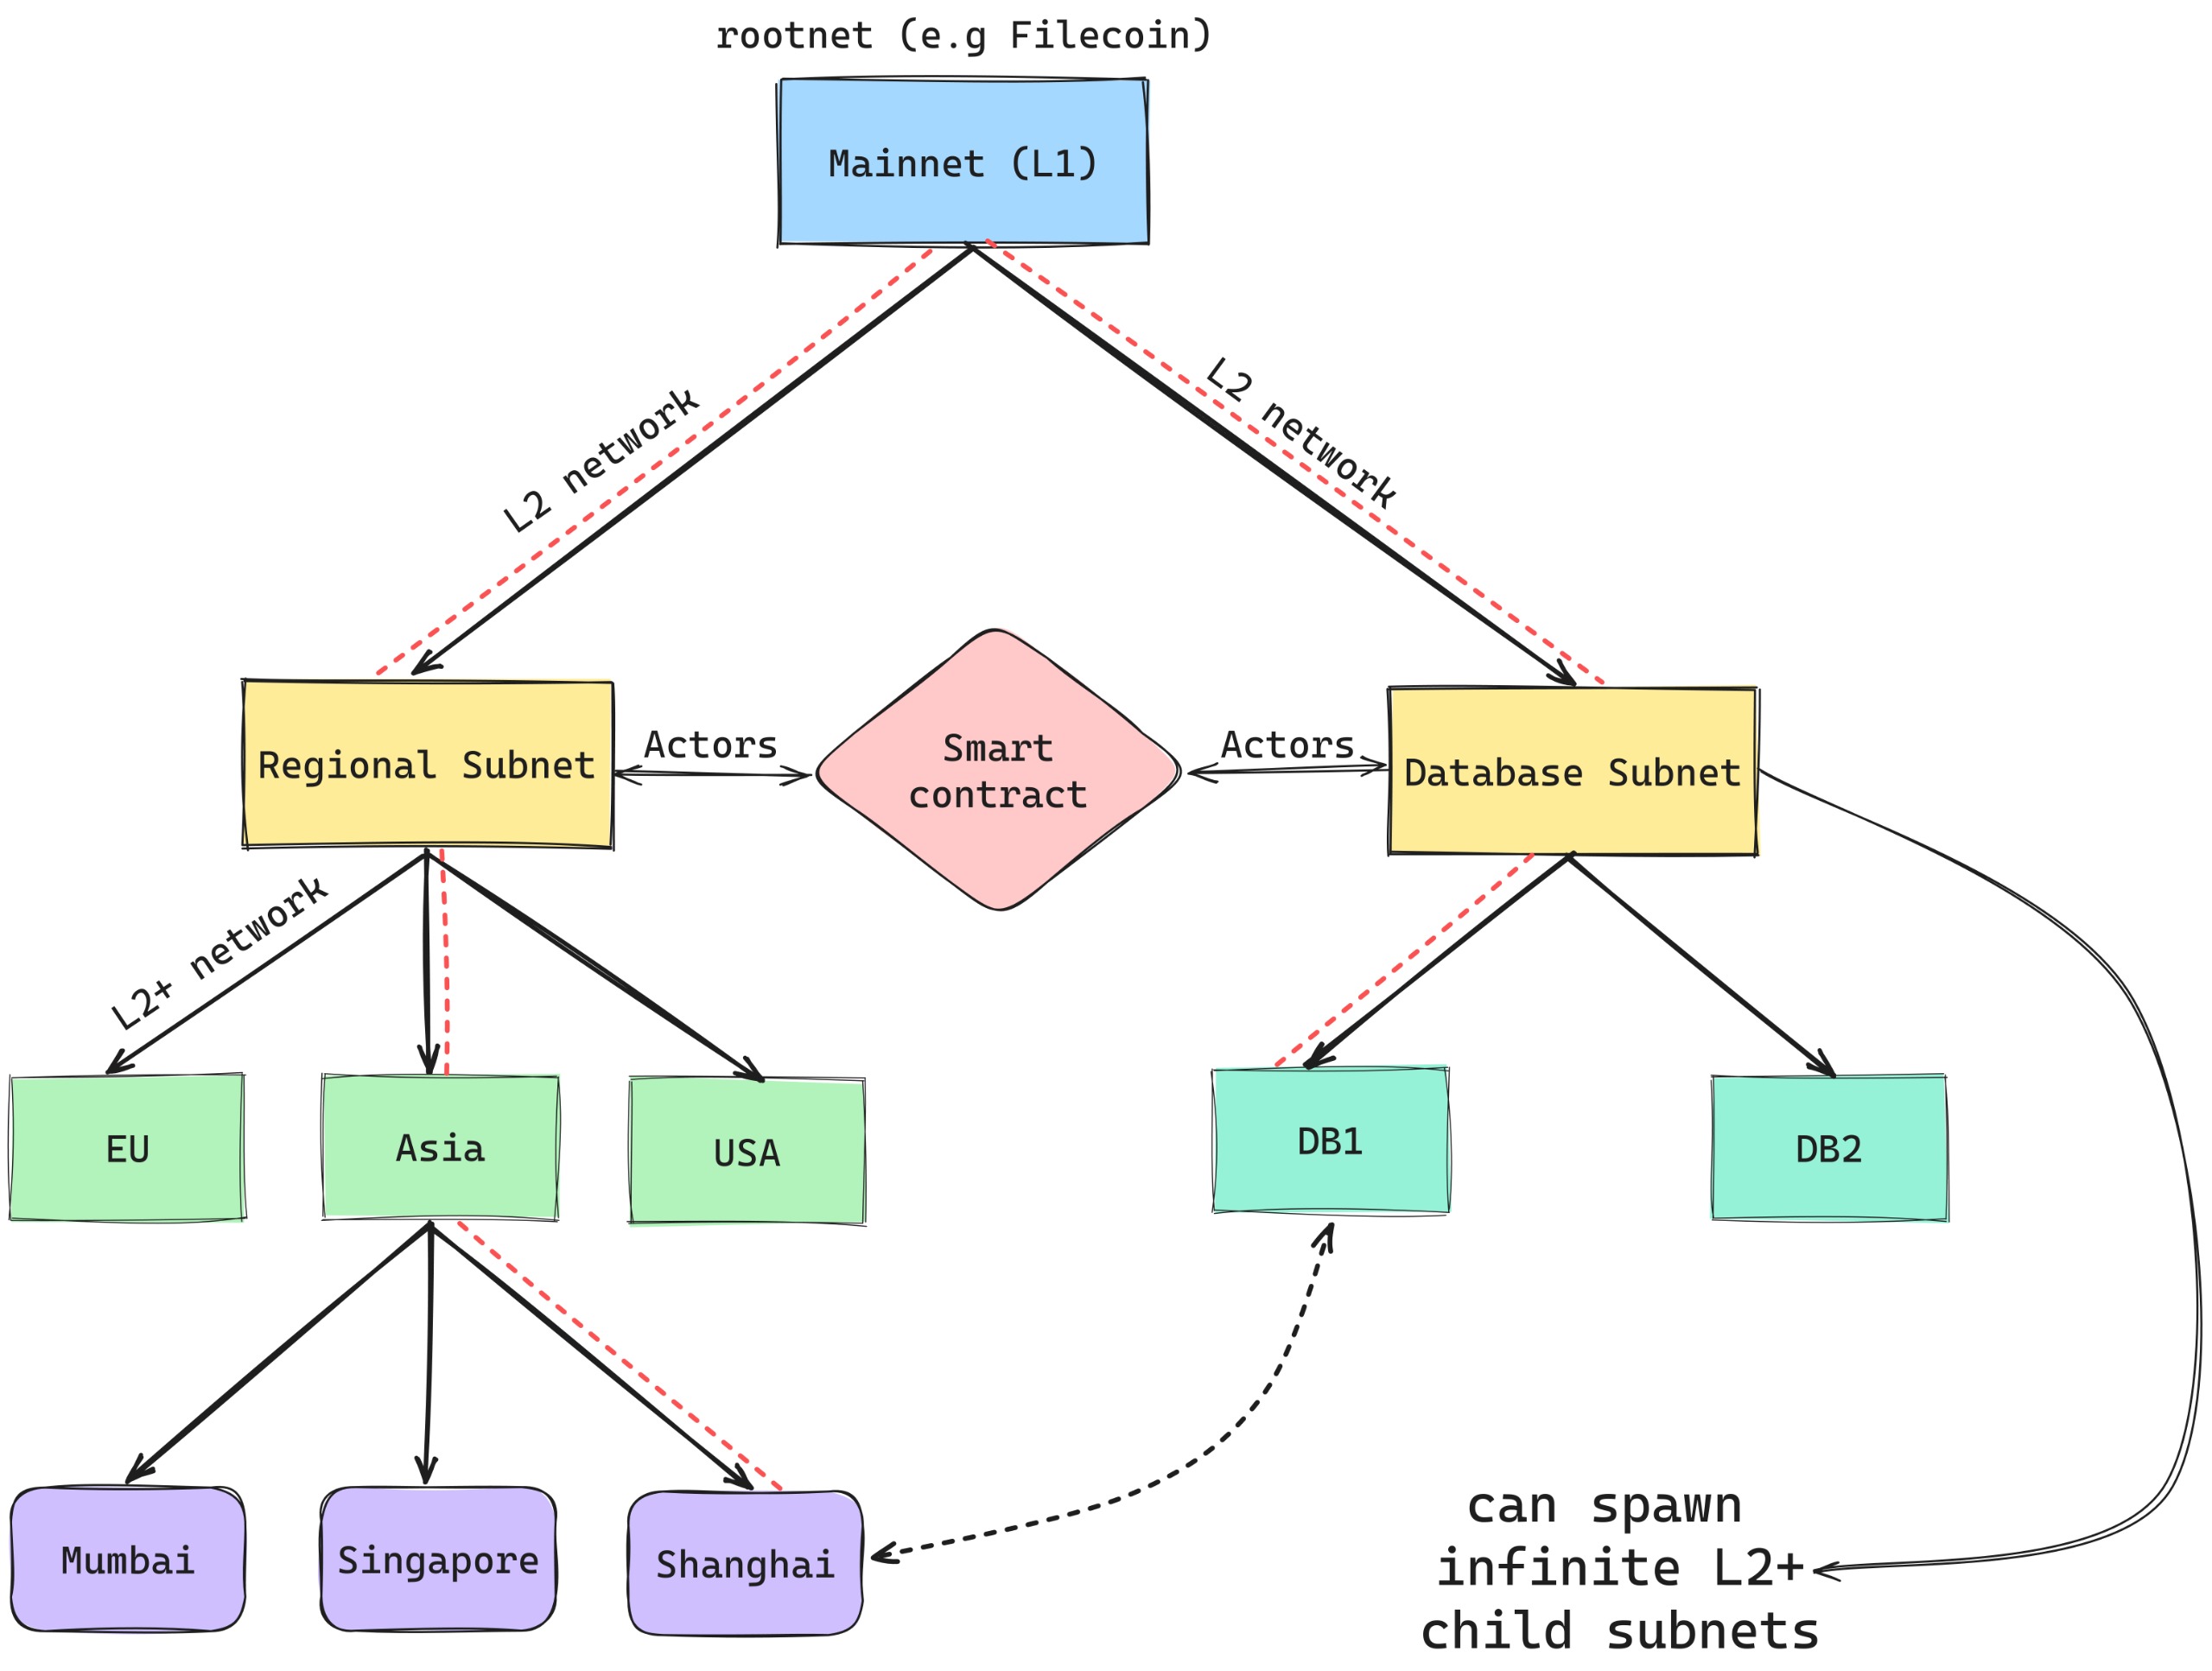 rootnet (e.g Filecoin)
Mainnet (L1)
L2 network
L2 network
Regional Subnet
Actors
Smart
contract
Actors
Database Subnet
L2+ network
EU
Asia
USA
DB1
DB2
Mumbai
Singapore
Shanghai
can spawn
infinite L2+
child subnets